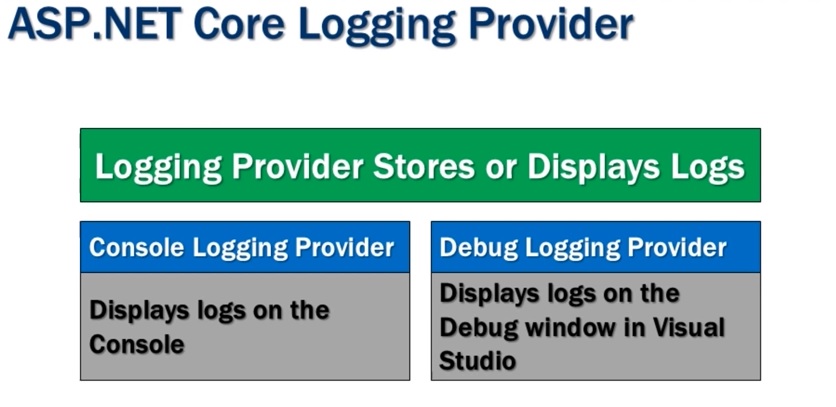 ASP.NET Core Logging Provider
Logging Provider Stores or Displays Logs
Console Logging Provider
Displays logs on the
Console
Debug Logging Provider
Displays logs on the
Debug window in Visual
Studio